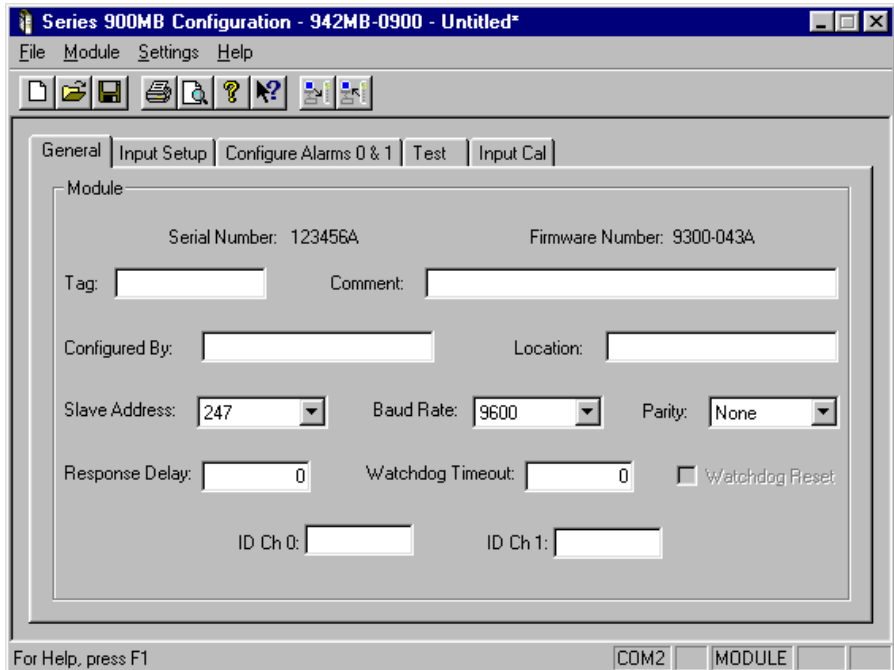 Series 900MB Configuration - 942MB-0900 - Untitled*
File Module Settings Help
General Input Setup Configure Alarms 0 & 1 Test Input Cal
Module
Serial Number: 123456A Firmware Number: 9300-043A
Tag: Comment:
Configured By: Location:
Slave Address: 247 Baud Rate: 9600 Parity: None
Response Delay: 0 Watchdog Timeout: 0 Watchdog Reset
ID Ch 0: ID Ch 1:
For Help, press F1 COM2 MODULE